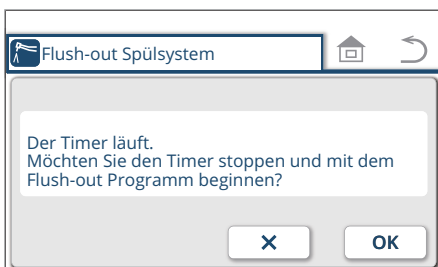 Flush-out Spülsystem
Der Timer läuft.
Möchten Sie den Timer stoppen und mit dem
Flush-out Programm beginnen?
OK